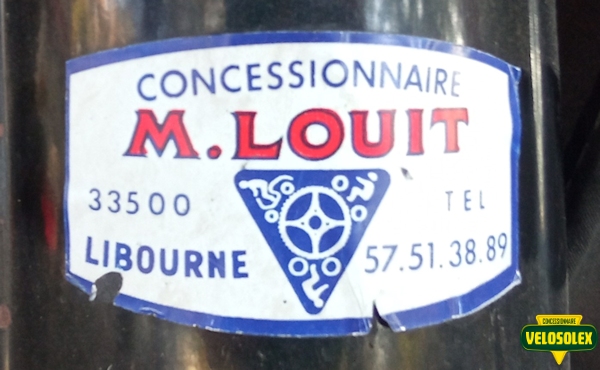 CONCESSIONNAIRE
M. LOUIT
33500
TEL
LIBOURNE
57.51.38.89
CONCESSIONNAIRE
VELOSOLEX